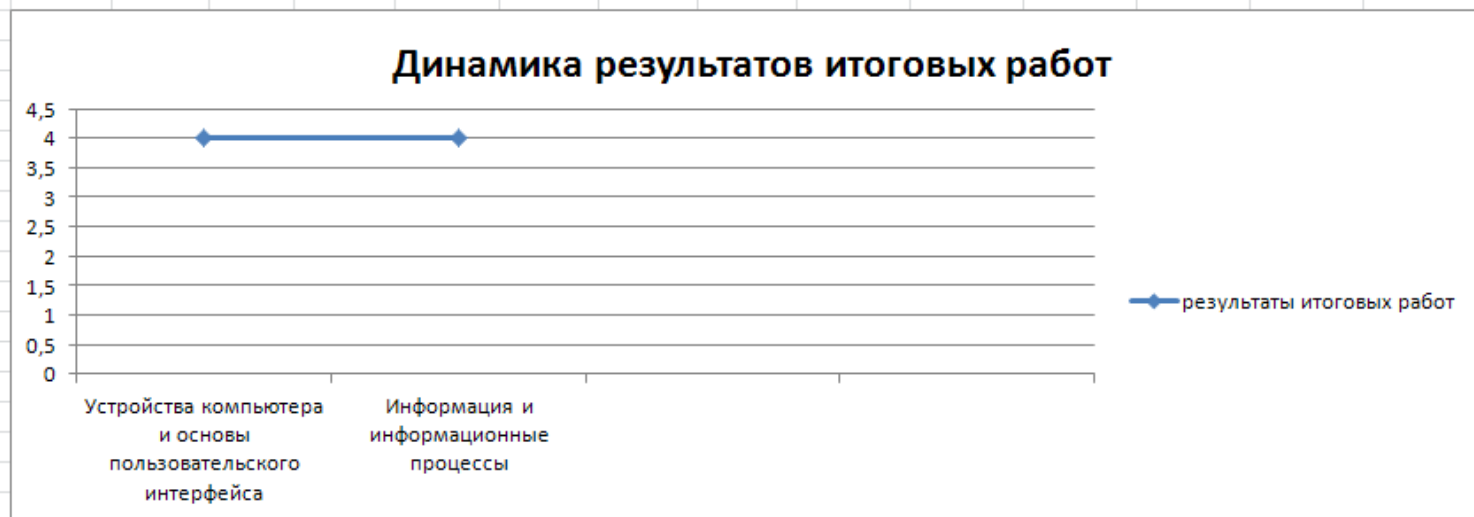 Динамика результатов итоговых работ
4,5
4
3,5
3
2,5
2
1,5
1
0,5
0
результаты итоговых работ
Устройства компьютера
и основы
пользовательского
интерфейса
Информация и
информационные
процессы